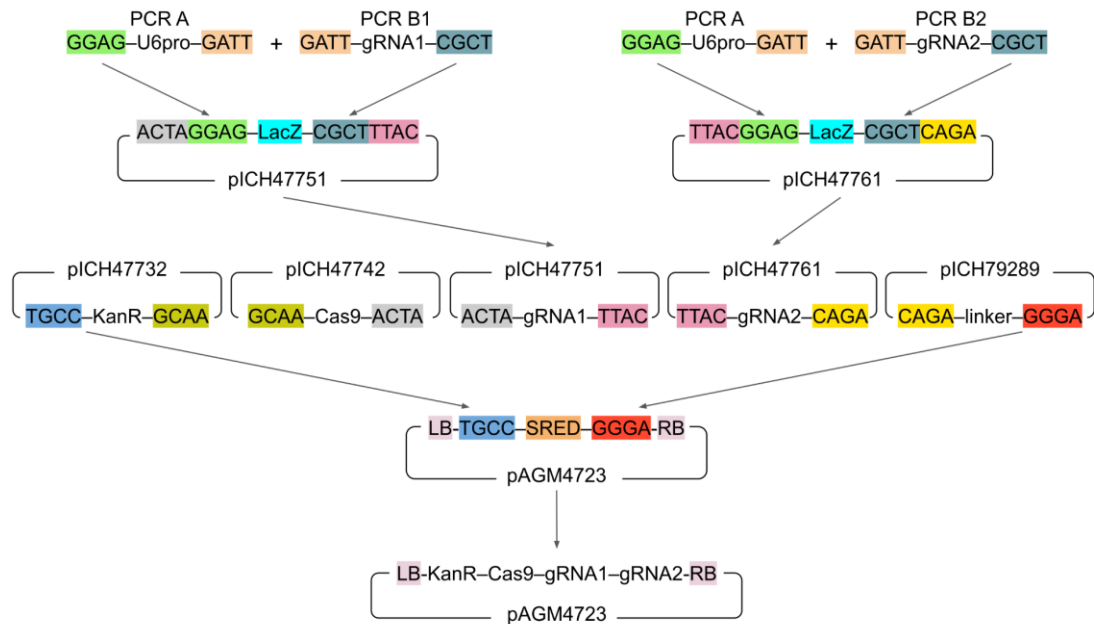 PCR A PCR B1 PCR A PCR B2
GGAG–U6pro–GATT + GATT–gRNA1–CGCT GGAG–U6pro–GATT + GATT–gRNA2–CGCT
ACTAGGAG–LacZ–CGCTTTAC TTACGGAG–LacZ–CGCTCAGA
pICH47751 pICH47761
pICH47732 pICH47742 pICH47751 pICH47761 pICH79289
TGCC–KanR–GCAA GCAA–Cas9–ACTA ACTA–gRNA1–TTAC TTAC–gRNA2–CAGA CAGA–linker–GGGA
LB-TGCC–SRED–GGGA-RB
pAGM4723
LB-KanR–Cas9–gRNA1–gRNA2-RB
pAGM4723